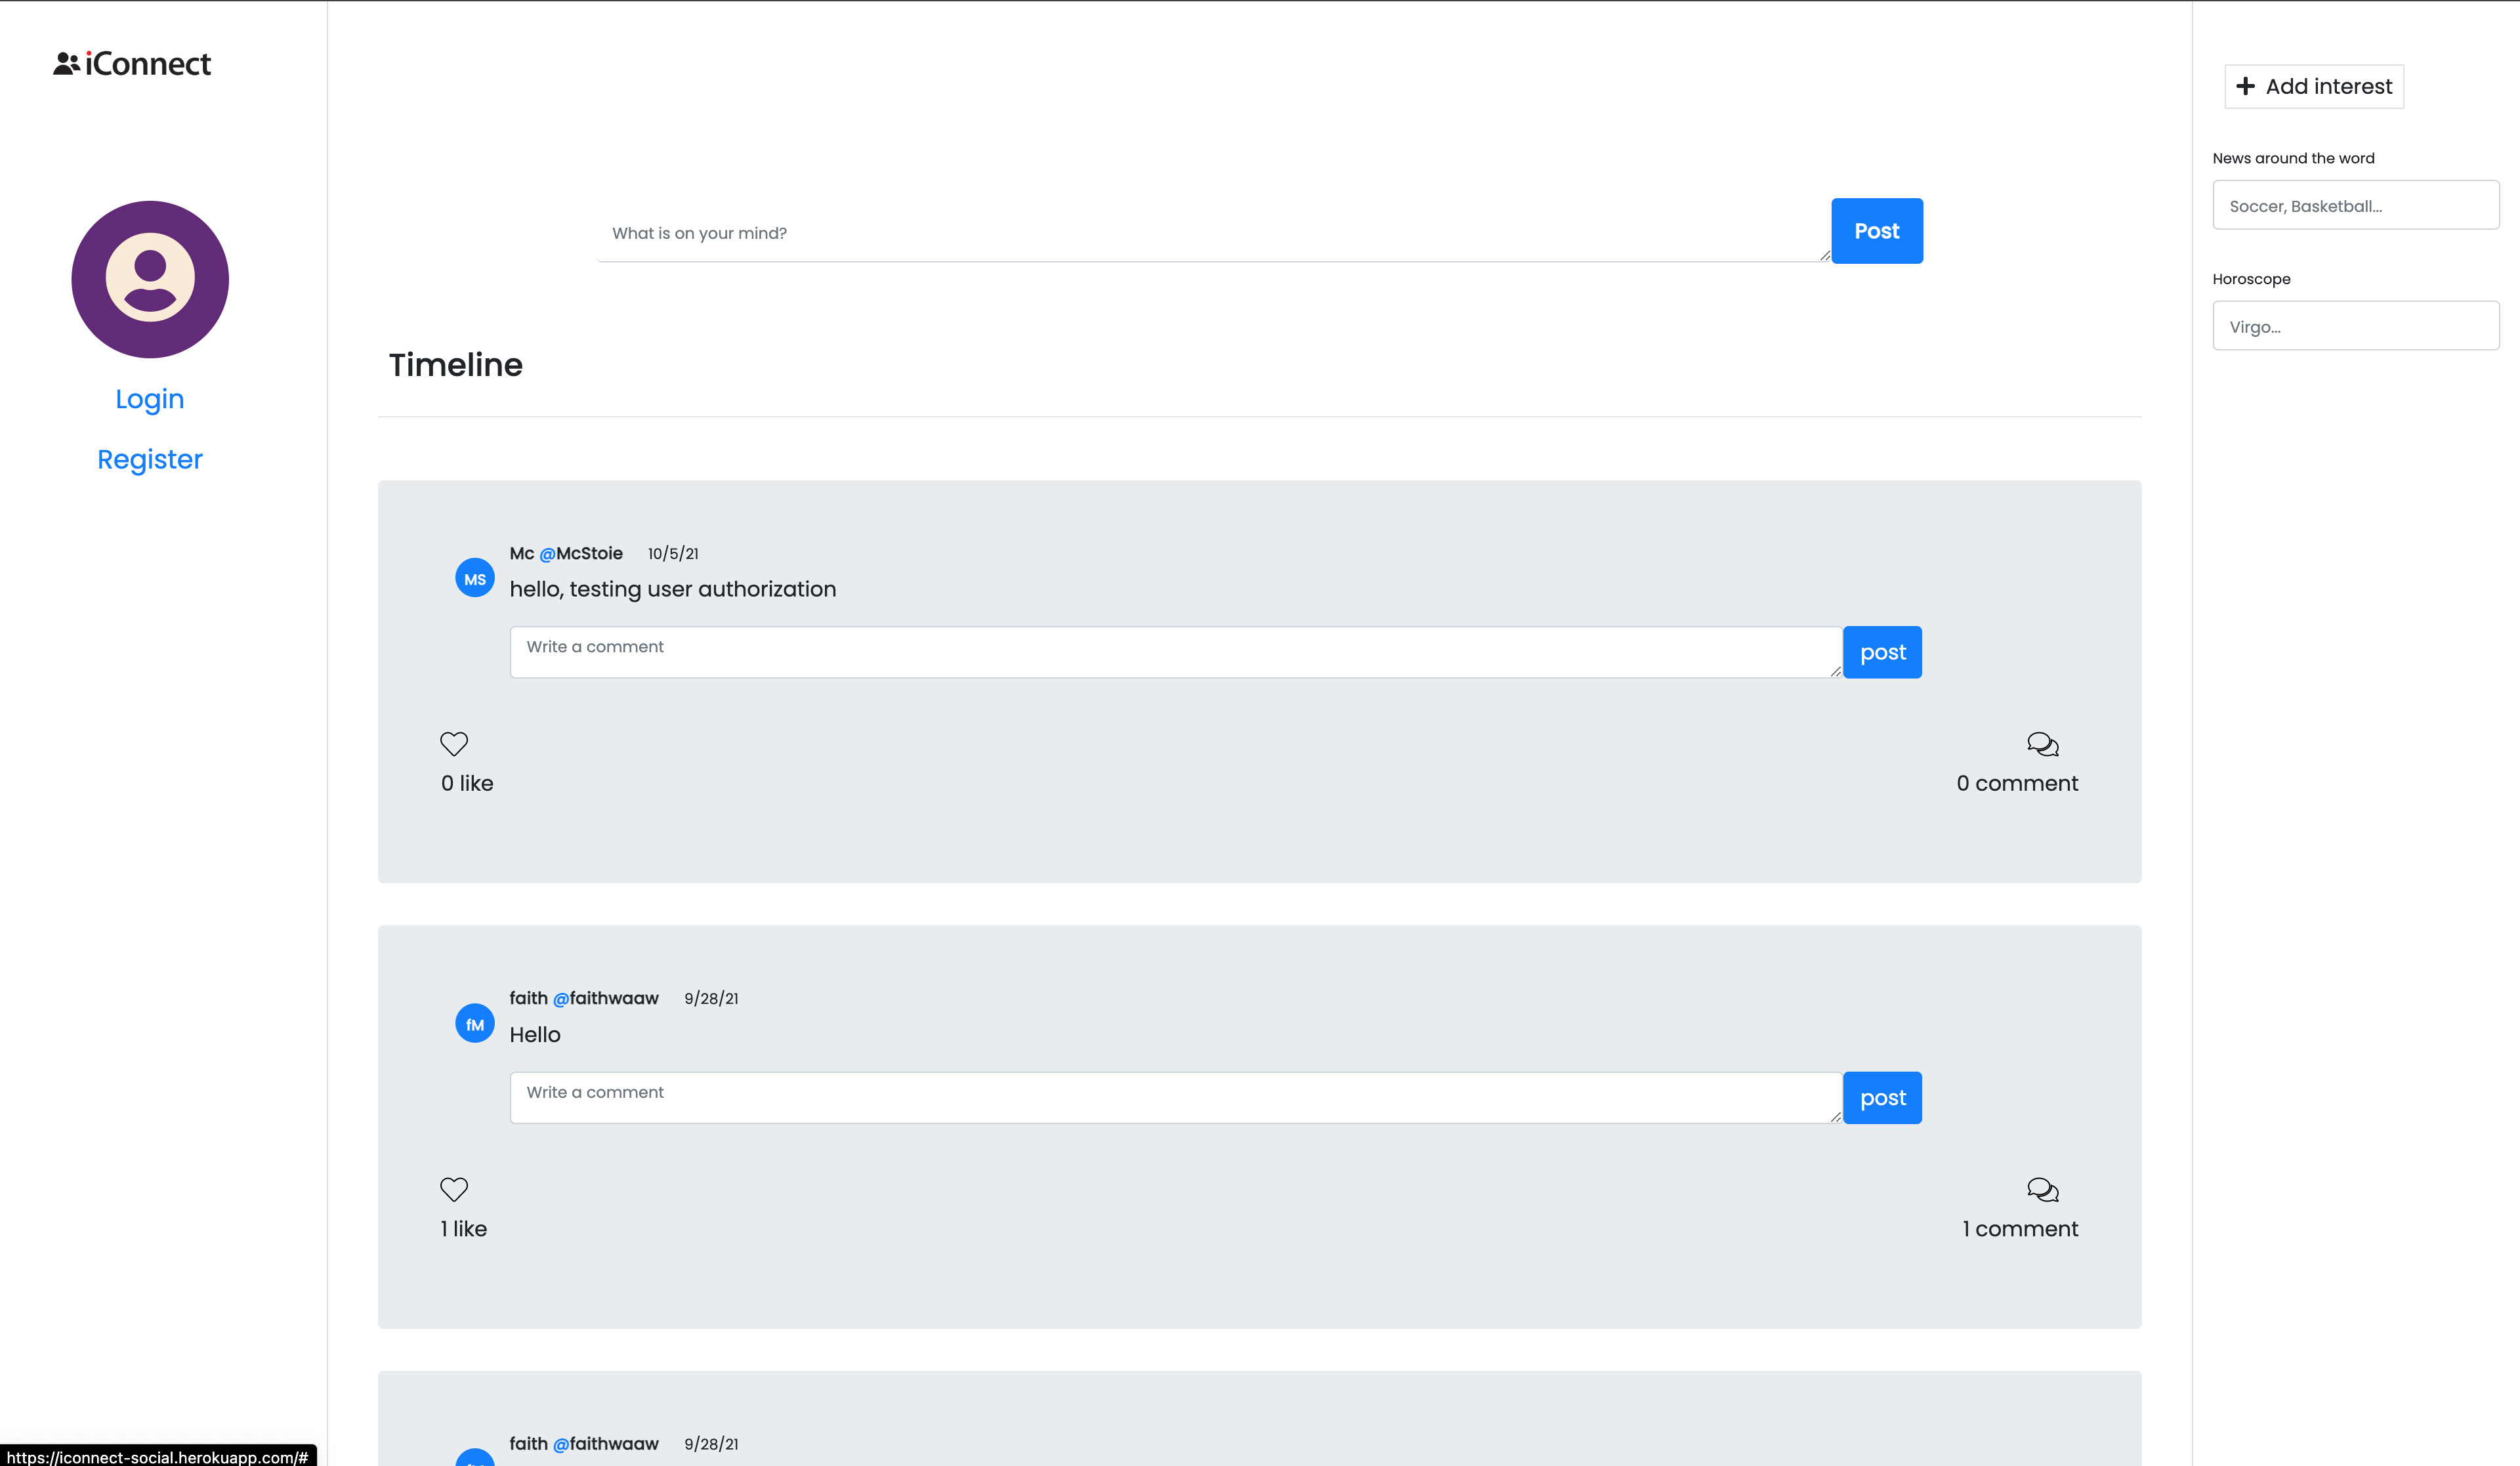 iConnect
Login
Register
What is on your mind?
Post
Timeline
Mc @McStoie 10/5/21
MS
hello, testing user authorization
Write a comment
post
0 like
0 comment
faith @faithwaaw 9/28/21
fM
Hello
Write a comment
post
1 like
1 comment
faith @faithwaaw 9/28/21
+ Add interest
News around the word
Soccer, Basketball...
Horoscope
Virgo...
https://iconnect-social.herokuapp.com/#